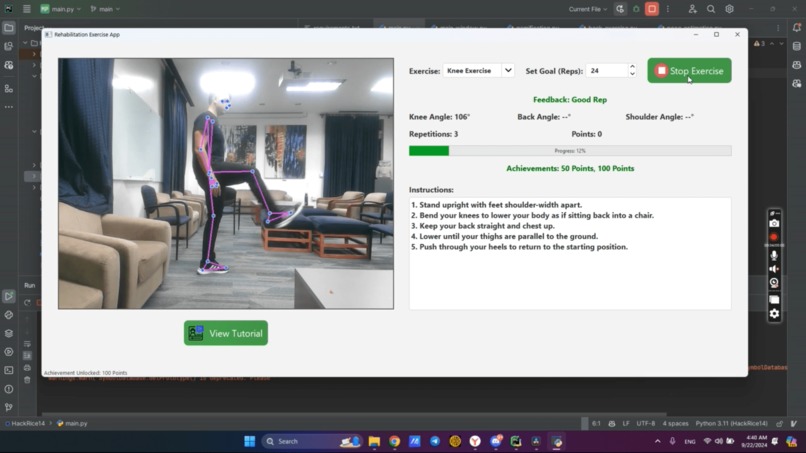 main.py
main
Current File
Project
Rehabilitation Exercise App
Exercise:
Knee Exercise
Set Goal (Reps):
24
Stop Exercise
Feedback: Good Rep
Knee Angle: 106°
Back Angle: --°
Shoulder Angle: --°
Repetitions: 3
Points: 0
Progress: 12%
Achievements: 50 Points, 100 Points
Instructions:
1. Stand upright with feet shoulder-width apart.
2. Bend your knees to lower your body as if sitting back into a chair.
3. Keep your back straight and chest up.
4. Lower until your thighs are parallel to the ground.
5. Push through your heels to return to the starting position.
View Tutorial
Achievement Unlocked: 100 Points
Run
HackRice14
main.py
6:1
LF
UTF-8
4 spaces
Python 3.11 (HackRice14)
Search
ENG
4:40 AM
9/22/2024